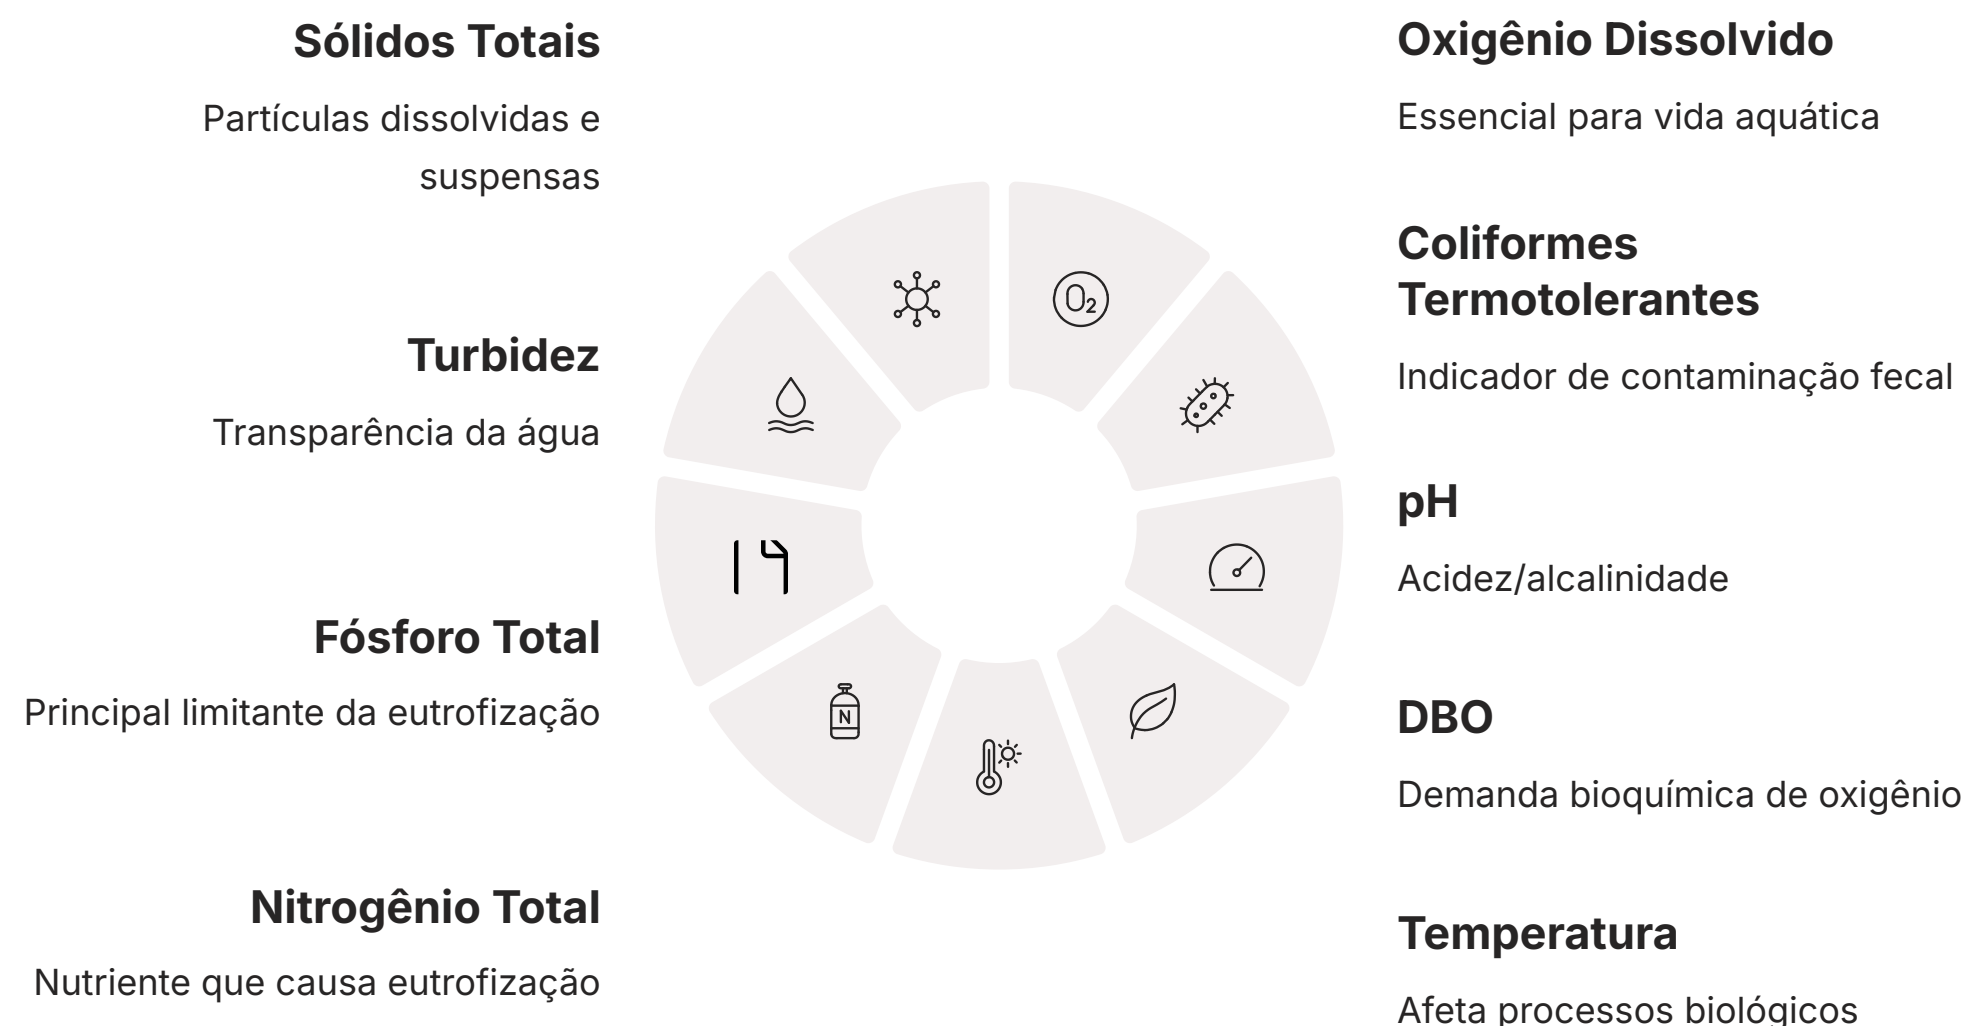 Sólidos Totais
Partículas dissolvidas e
suspensas
Turbidez
Transparência da água
Fósforo Total
Principal limitante da eutrofização
Nitrogênio Total
Nutriente que causa eutrofização
O2
N
Oxigênio Dissolvido
Essencial para vida aquática
Coliformes
Termotolerantes
Indicador de contaminação fecal
pH
Acidez/alcalinidade
DBO
Demanda bioquímica de oxigênio
Temperatura
Afeta processos biológicos